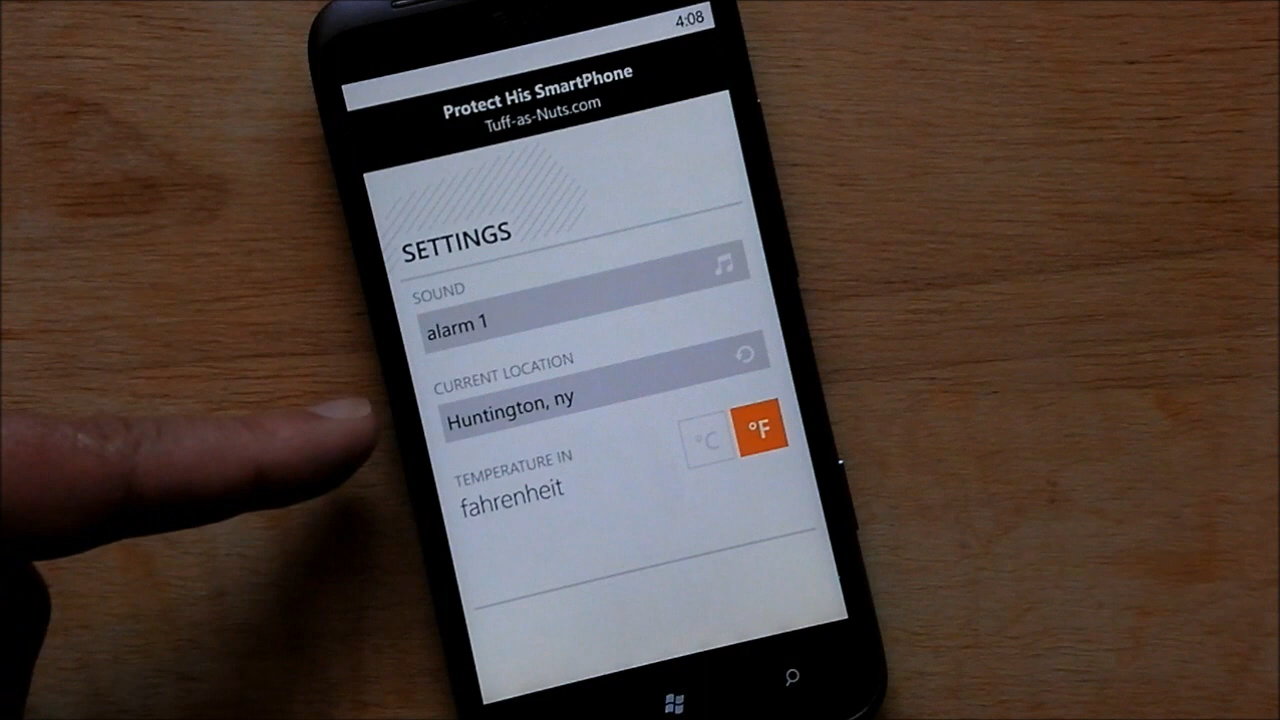 4:08
Protect His SmartPhone
Tuff-as-Nuts.com
SETTINGS
SOUND
alarm 1
CURRENT LOCATION
Huntington, ny
TEMPERATURE IN
°C °F
fahrenheit